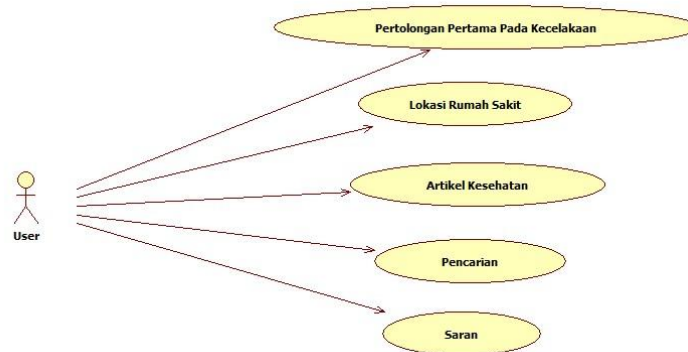 Pertolongan Pertama Pada Kecelakaan
Lokasi Rumah Sakit
Artikel Kesehatan
User
Pencarian
Saran